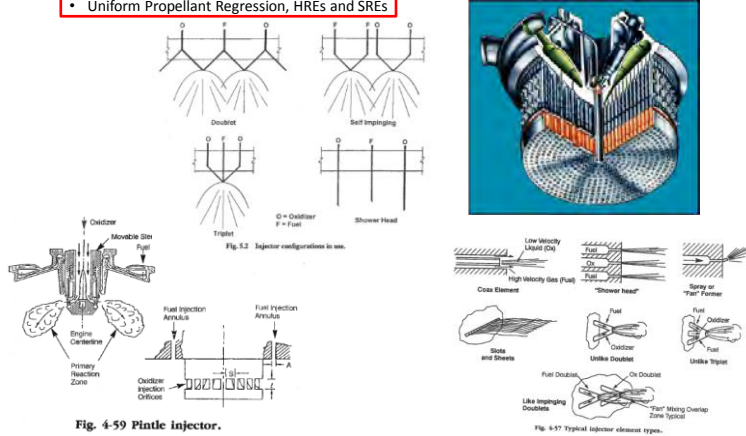 • Uniform Propellant Regression, HREs and SREs
O F O
F F O O
Doublet
Self Impinging
O F O
O F O
Triplet
O = Oxidizer
F = Fuel
Shower Head
Fig. 5.2 Injector configurations in use.
Oxidizer
Movable Slee
Fuel
Engine
Centerline
Primary
Reaction
Zone
Fuel Injection
Annulus
Fuel Injection
Annulus
S
A
Oxidizer
Injection
Orifices
Fig. 4-59 Pintle injector.
Low Velocity
Liquid (Ox)
High Velocity Gas (Fuel)
Coax Element
Fuel
Ox
Fuel
"Shower head"
Spray or
"Fan" Former
Slots
and Sheets
Fuel
Oxidizer
Unlike Doublet
Fuel
Oxidizer
Fuel
Unlike Triplet
Fuel Doublet
Ox Doublet
Like Impinging
Doublets
"Fan" Mixing Overlap
Zone Typical
Fig. 4-57 Typical injector element types.